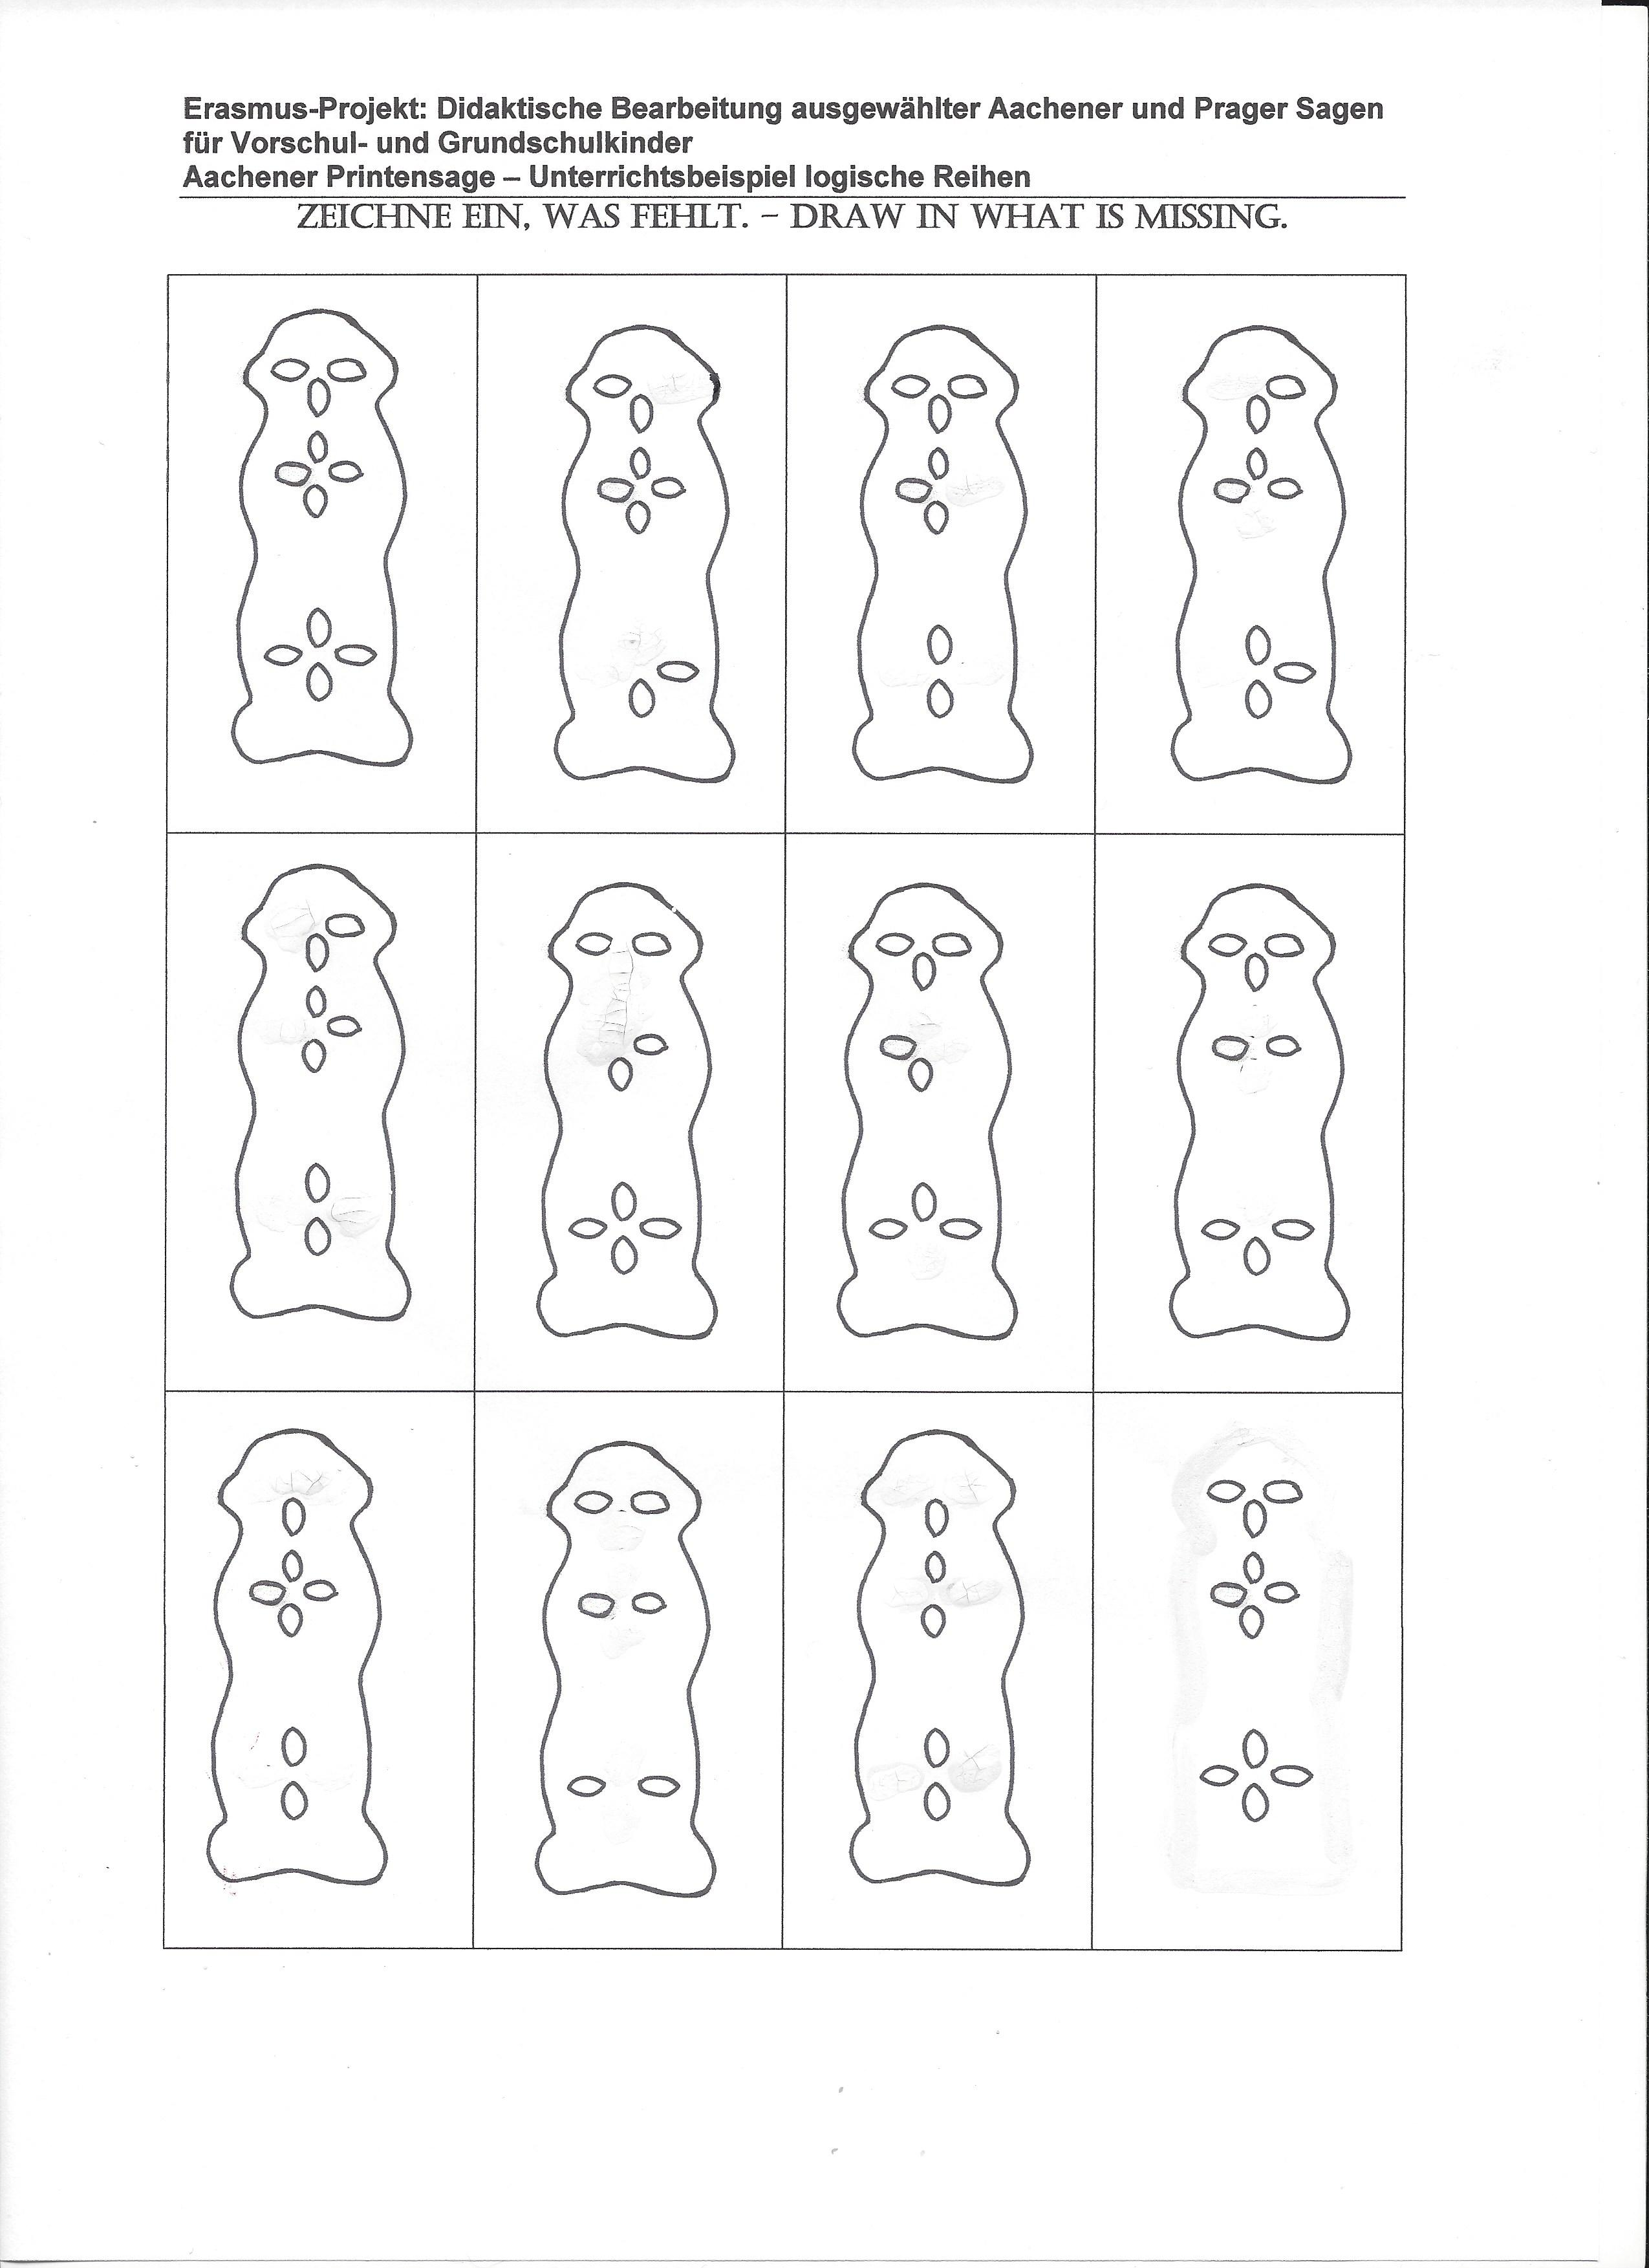 Erasmus-Projekt: Didaktische Bearbeitung ausgewählter Aachener und Prager Sagen
für Vorschul- und Grundschulkinder
Aachener Printensage – Unterrichtsbeispiel logische Reihen
ZEICHNE EIN, WAS FEHLT. – DRAW IN WHAT IS MISSING.